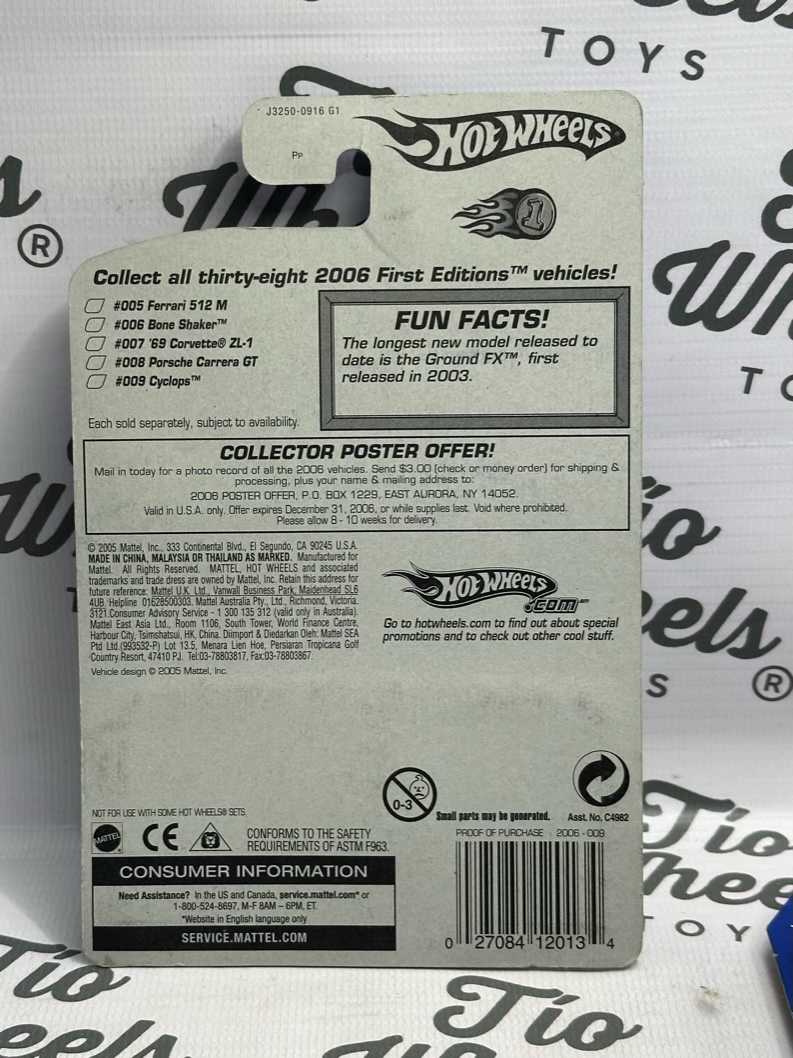 TOYS
J3250-0916 G1
PP
HOT WHEELS
1
Collect all thirty-eight 2006 First Editions™ vehicles!
#005 Ferrari 512 M
#006 Bone Shaker™
#007 '69 Corvette® ZL-1
#008 Porsche Carrera GT
#009 Cyclops™
Each sold separately, subject to availability.
FUN FACTS!
The longest new model released to
date is the Ground FX™, first
released in 2003.
COLLECTOR POSTER OFFER!
Mail in today for a photo record of all the 2006 vehicles. Send $3.00 (check or money order) for shipping &
processing, plus your name & mailing address to:
2006 POSTER OFFER, P.O. BOX 1229, EAST AURORA, NY 14052.
Valid in U.S.A. only. Offer expires December 31, 2006, or while supplies last. Void where prohibited.
Please allow 8 - 10 weeks for delivery.
© 2005 Mattel, Inc., 333 Continental Blvd., El Segundo, CA 90245 U.S.A.
MADE IN CHINA, MALAYSIA OR THAILAND AS MARKED. Manufactured for
Mattel. All Rights Reserved. MATTEL, HOT WHEELS and associated
trademarks and trade dress are owned by Mattel, Inc. Retain this address for
future reference: Mattel U.K. Ltd., Vanwall Business Park, Maidenhead SL6
4UB. Helpline 01628500303. Mattel Australia Pty., Ltd., Richmond, Victoria.
3121.Consumer Advisory Service - 1 300 135 312 (valid only in Australia).
Mattel East Asia Ltd., Room 1106, South Tower, World Finance Centre,
Harbour City, Tsimshatsui, HK, China. Diimport & Diedarkan Oleh: Mattel SEA
Ptd Ltd.(993532-P) Lot 13.5, Menara Lien Hoe, Persiaran Tropicana Golf
Country Resort, 47410 PJ. Tel:03-78803817, Fax:03-78803867.
Vehicle design © 2005 Mattel, Inc.
HOT WHEELS
.COM™
Go to hotwheels.com to find out about special
promotions and to check out other cool stuff.
0-3
Small parts may be generated.
Asst. No. C4982
NOT FOR USE WITH SOME HOT WHEELS® SETS.
MATTEL
CE
CONFORMS TO THE SAFETY
REQUIREMENTS OF ASTM F963.
PROOF OF PURCHASE - 2006 - 009
CONSUMER INFORMATION
Need Assistance? In the US and Canada, service.mattel.com* or
1-800-524-8697, M-F 8AM – 6PM, ET.
*Website in English language only
SERVICE.MATTEL.COM
0 27084 12013 4
Tio
Wheels
TOYS